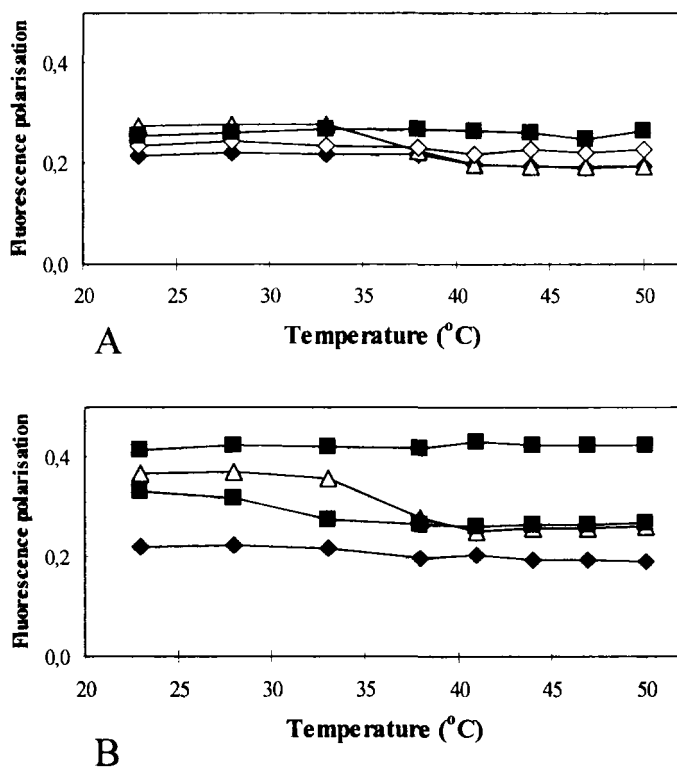 Fluorescence polarisation
0,4
0,2
0,0
20 25 30 35 40 45 50
Temperature (°C)
A
Fluorescence polarisation
0,4
0,2
0,0
20 25 30 35 40 45 50
Temperature (°C)
B